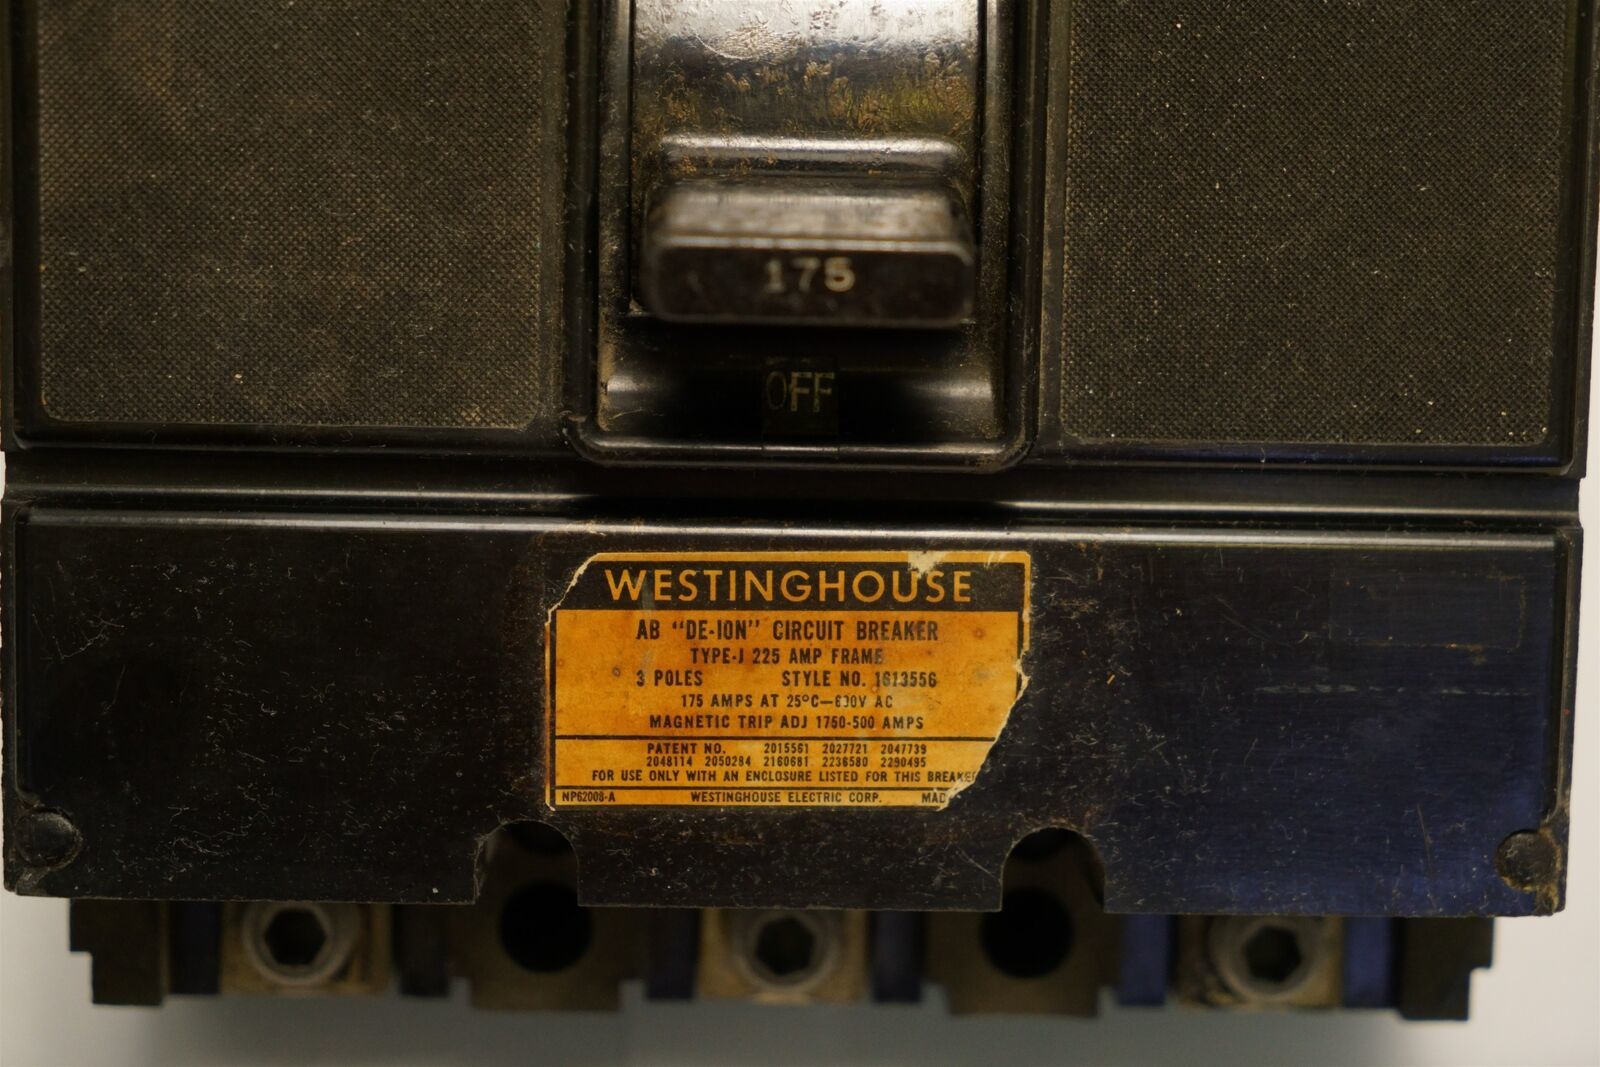 175
OFF
WESTINGHOUSE
AB "DE-ION" CIRCUIT BREAKER
TYPE-J 225 AMP FRAME
3 POLES STYLE NO. 1613556
175 AMPS AT 25°C—600V AC
MAGNETIC TRIP ADJ 1750-500 AMPS
PATENT NO. 2015561 2027721 2047739
2048114 2050284 2160681 2236580 2290495
FOR USE ONLY WITH AN ENCLOSURE LISTED FOR THIS BREAKE
NP62008-A WESTINGHOUSE ELECTRIC CORP. MAD